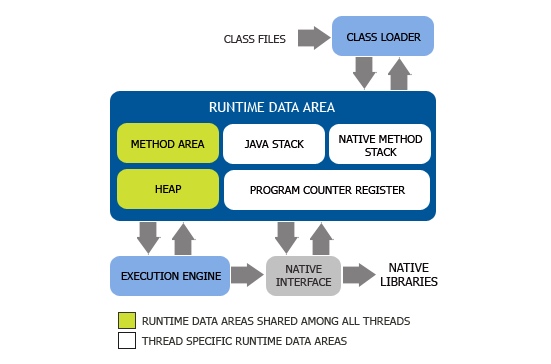 CLASS FILES
CLASS LOADER
RUNTIME DATA AREA
METHOD AREA
JAVA STACK
NATIVE METHOD
STACK
HEAP
PROGRAM COUNTER REGISTER
EXECUTION ENGINE
NATIVE
INTERFACE
NATIVE
LIBRARIES
RUNTIME DATA AREAS SHARED AMONG ALL THREADS
THREAD SPECIFIC RUNTIME DATA AREAS